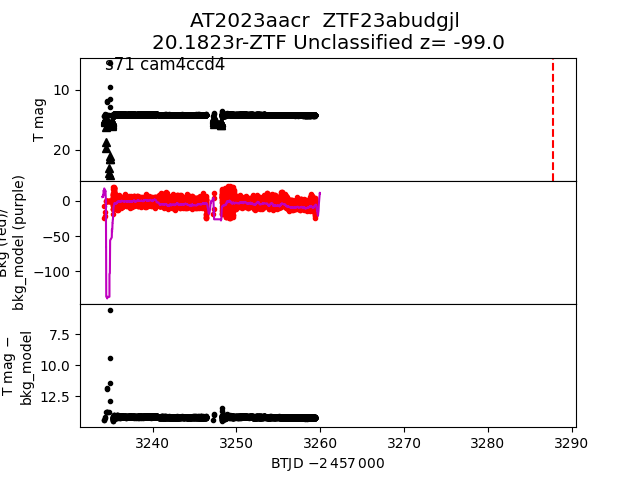 AT2023aacr  ZTF23abudgjl
20.1823r-ZTF Unclassified z= -99.0
s71 cam4ccd4
10
20
T mag
0
−50
−100
Bkg (red)/
bkg_model (purple)
7.5
10.0
12.5
T mag −
bkg_model
3240
3250
3260
3270
3280
3290
BTJD −2 457 000